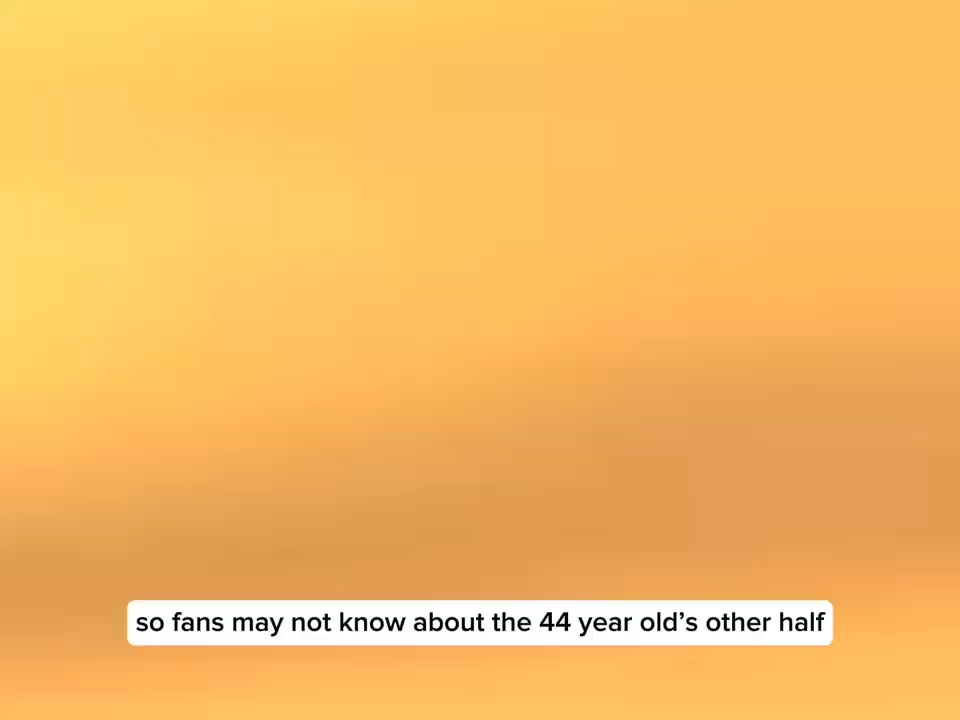 so fans may not know about the 44 year old’s other half